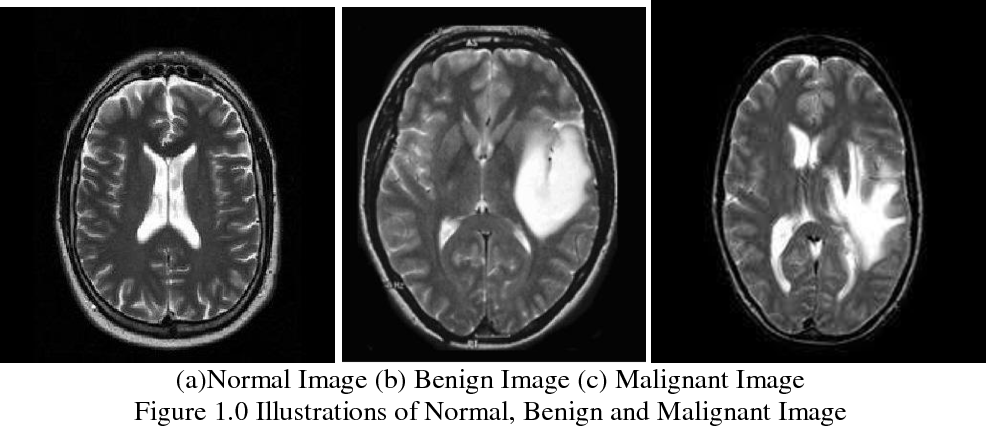 (a)Normal Image (b) Benign Image (c) Malignant Image
Figure 1.0 Illustrations of Normal, Benign and Malignant Image